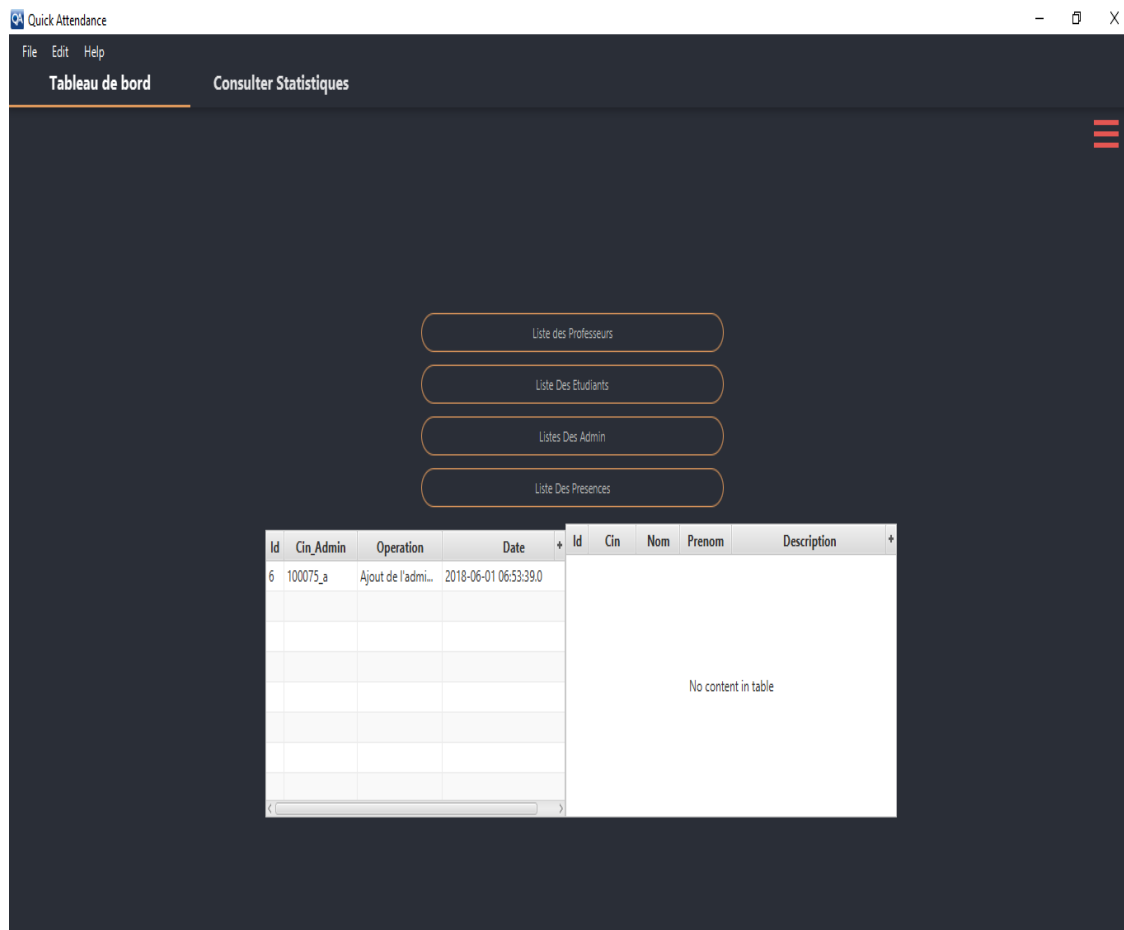 QA Quick Attendance
File Edit Help
Tableau de bord Consulter Statistiques
Liste des Professeurs
Liste Des Etudiants
Listes Des Admin
Liste Des Presences
Id Cin_Admin Operation Date +
6 100075_a Ajout de l'admi... 2018-06-01 06:53:39.0
Id Cin Nom Prenom Description +
No content in table